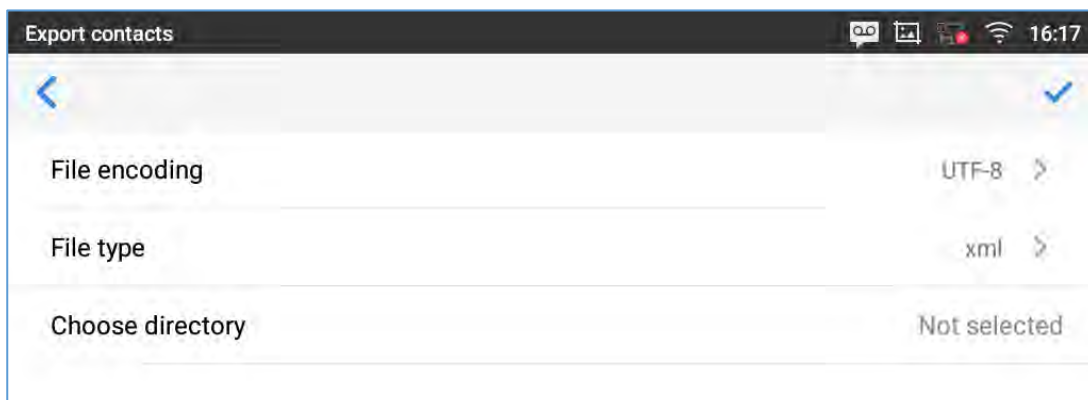 Export contacts 16:17
File encoding UTF-8
File type xml
Choose directory Not selected